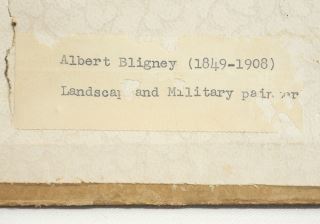 Albert Bligney (1849-1908)
Landscap and Military painter